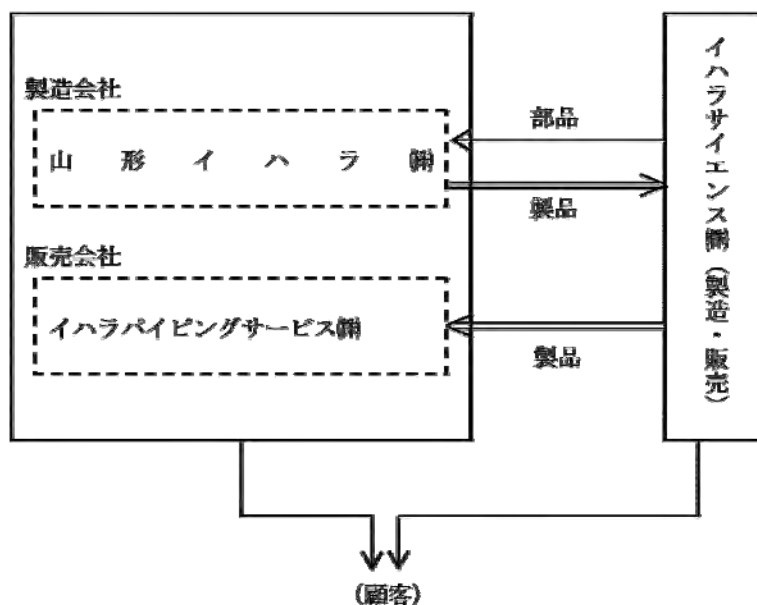 製造会社
山形イハラ㈱
部品
製品
販売会社
イハラパイピングサービス㈱
製品
イハラサイエンス㈱(製造・販売)
(顧客)